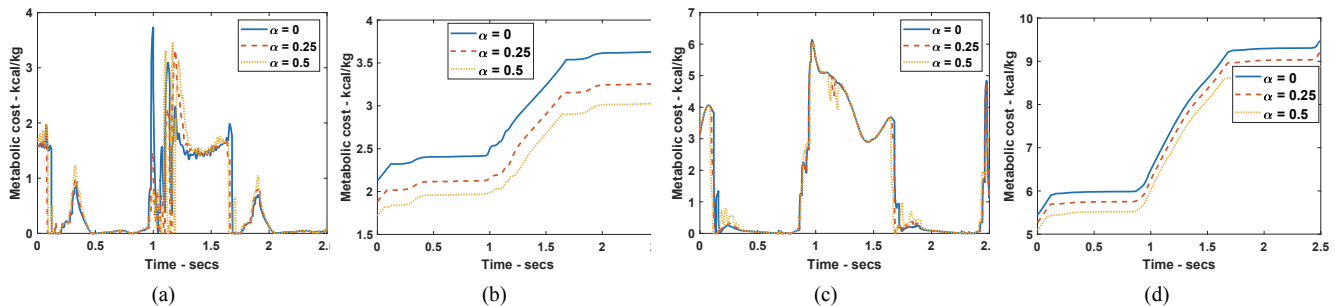 Metabolic cost - kcal/kg
4
3
2
1
0
0
0.5
1
1.5
2
2.5
Time - secs
α = 0
α = 0.25
α = 0.5
(a)
Metabolic cost - kcal/kg
4
3.5
3
2.5
2
1.5
0
0.5
1
1.5
2
Time - secs
α = 0
α = 0.25
α = 0.5
(b)
Metabolic cost - kcal/kg
7
6
5
4
3
2
1
0
0
0.5
1
1.5
2
2.5
Time - secs
α = 0
α = 0.25
α = 0.5
(c)
Metabolic cost - kcal/kg
10
9
8
7
6
5
0
0.5
1
1.5
2
2.5
Time - secs
α = 0
α = 0.25
α = 0.5
(d)